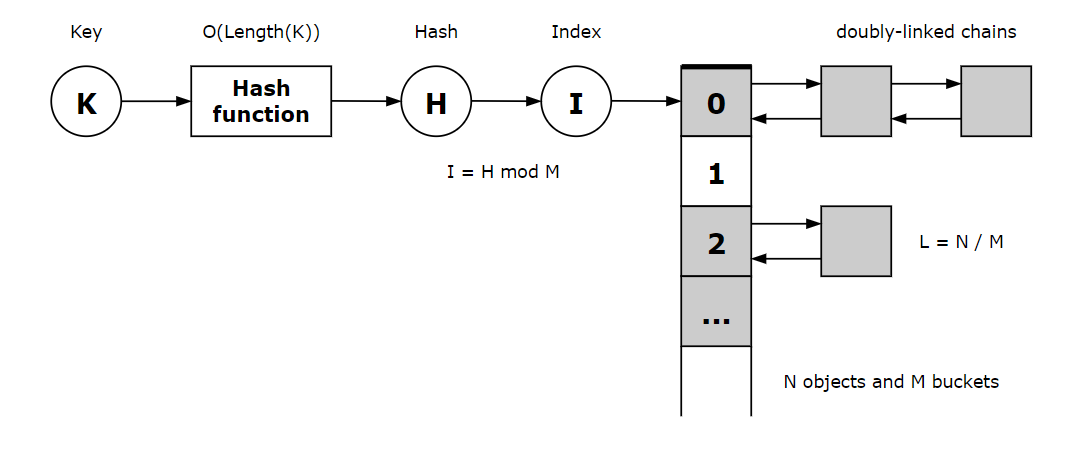 Key
O(Length(K))
Hash
Index
doubly-linked chains
K
Hash
function
H
I
0
I = H mod M
1
2
L = N / M
...
N objects and M buckets